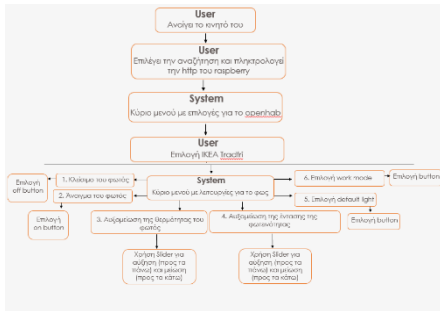 User
Ανοίγει το κινητό του
User
Επιλέγει την αναζήτηση και πληκτρολογεί
την http του raspberry
System
Κύριο μενού με επιλογές για το openhab
User
Επιλογή IKEA Tradfri
System
Κύριο μενού με λειτουργίες για το φως
1. Κλείσιμο του φωτός
Επιλογή
off button
2. Άνοιγμα του φωτός
Επιλογή
on button
3. Αυξομείωση της θερμότητας του
φωτός
Χρήση Slider για
αύξηση (προς τα
πάνω) και μείωση
(προς τα κάτω)
4. Αυξομείωση της έντασης της
φωτεινότητας
Χρήση Slider για
αύξηση (προς τα
πάνω) και μείωση
(προς τα κάτω)
5. Επιλογή default light
Επιλογή button
6. Επιλογή work mode
Επιλογή button